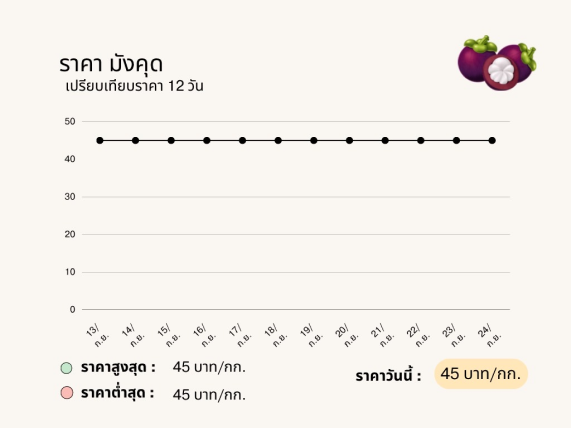 ราคา มังคุด
เปรียบเทียบราคา 12 วัน
50
40
30
20
10
0
13/ก.ย. 14/ก.ย. 15/ก.ย. 16/ก.ย. 17/ก.ย. 18/ก.ย. 19/ก.ย. 20/ก.ย. 21/ก.ย. 22/ก.ย. 23/ก.ย. 24/ก.ย.
ราคาสูงสุด : 45 บาท/กก.
ราคาต่ำสุด : 45 บาท/กก.
ราคาวันนี้ : 45 บาท/กก.